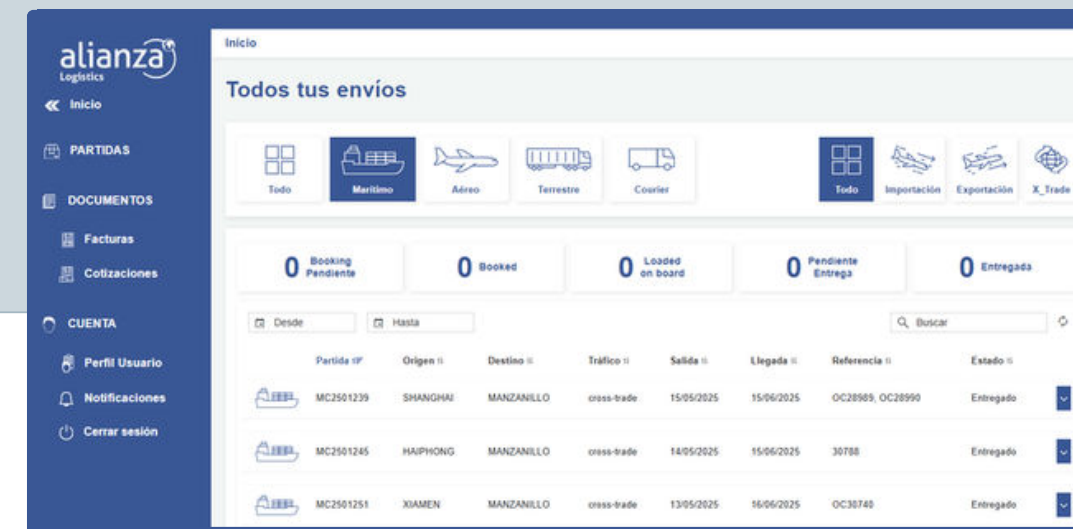 alianza
Logistics
Inicio
PARTIDAS
DOCUMENTOS
Facturas
Cotizaciones
CUENTA
Perfil Usuario
Notificaciones
Cerrar sesión
Inicio
Todos tus envíos
Todo Marítimo Aéreo Terrestre Courier Todo Importación Exportación X_Trade
0 Booking Pendiente 0 Booked 0 Loaded on board 0 Pendiente Entrega 0 Entregada
Desde Hasta Buscar
Partida Origen Destino Tráfico Salida Llegada Referencia Estado
MC2501239 SHANGHAI MANZANILLO cross-trade 15/05/2025 15/06/2025 OC28989, OC28990 Entregado
MC2501245 HAIPHONG MANZANILLO cross-trade 14/05/2025 15/06/2025 30788 Entregado
MC2501251 XIAMEN MANZANILLO cross-trade 13/05/2025 16/06/2025 OC30740 Entregado